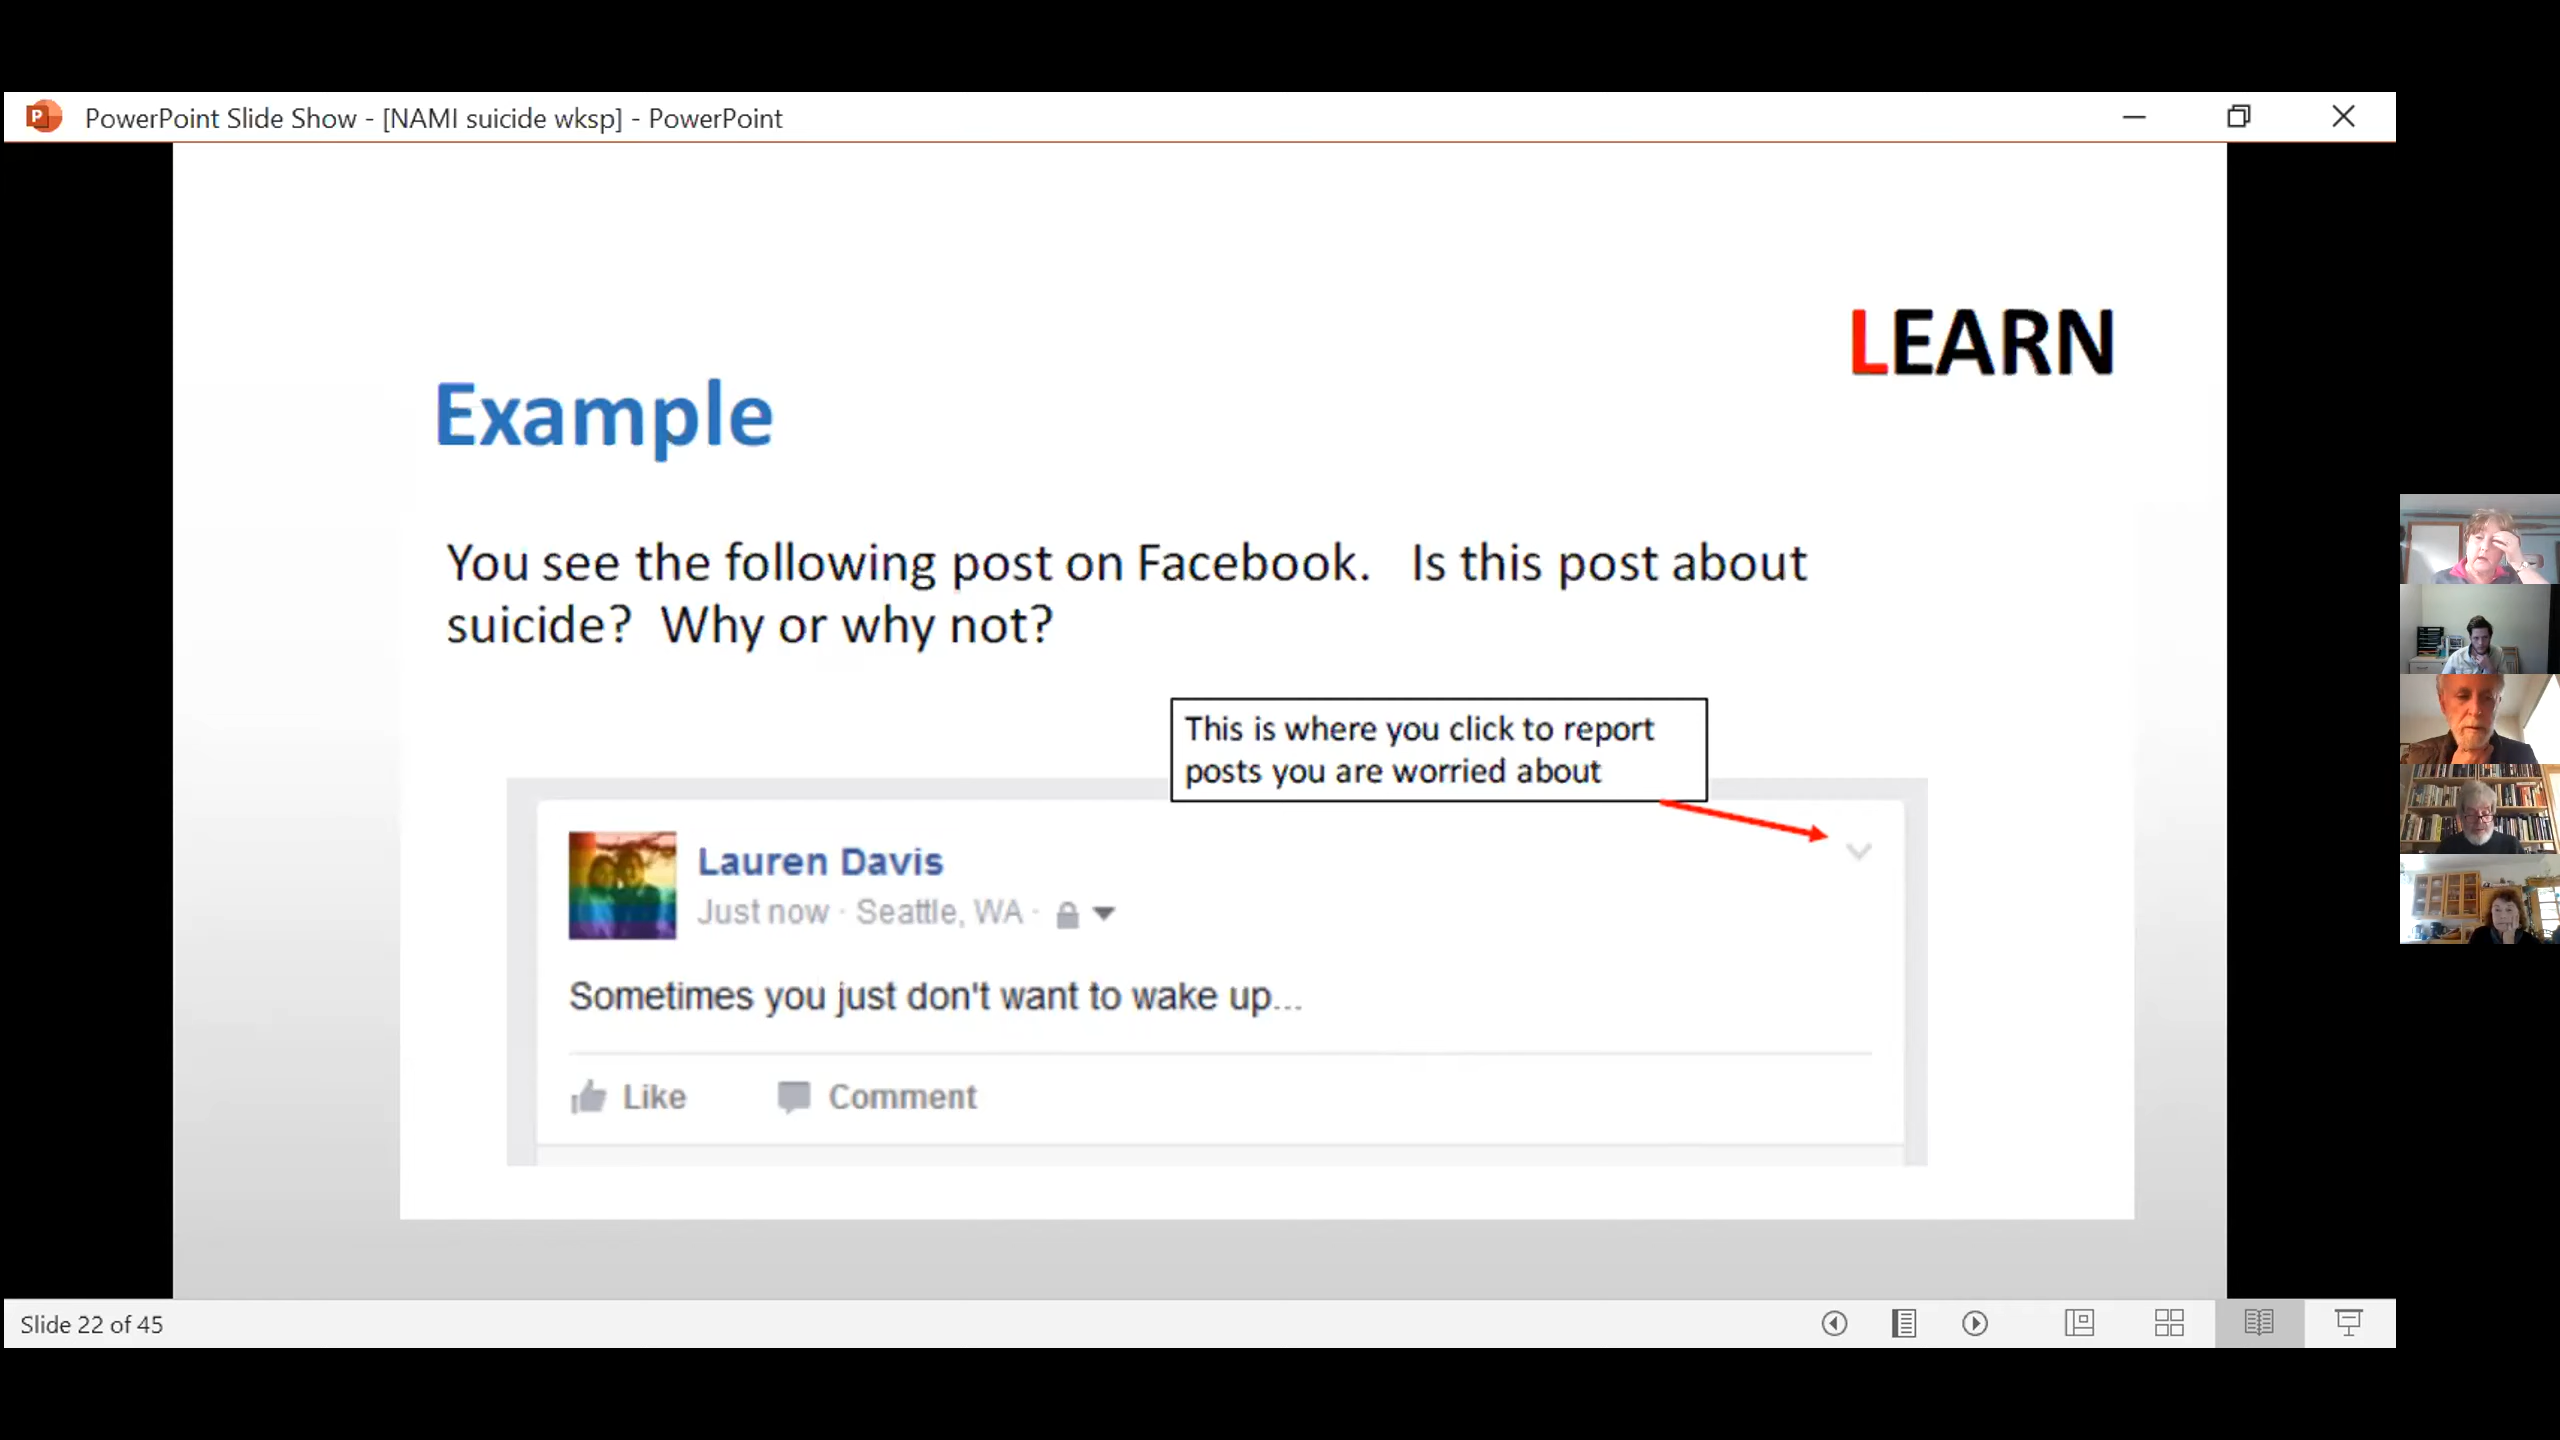 PowerPoint Slide Show - [NAMI suicide wksp] - PowerPoint
LEARN
Example
You see the following post on Facebook. Is this post about
suicide? Why or why not?
This is where you click to report
posts you are worried about
Lauren Davis
Just now · Seattle, WA ·
Sometimes you just don't want to wake up...
Like Comment
Slide 22 of 45